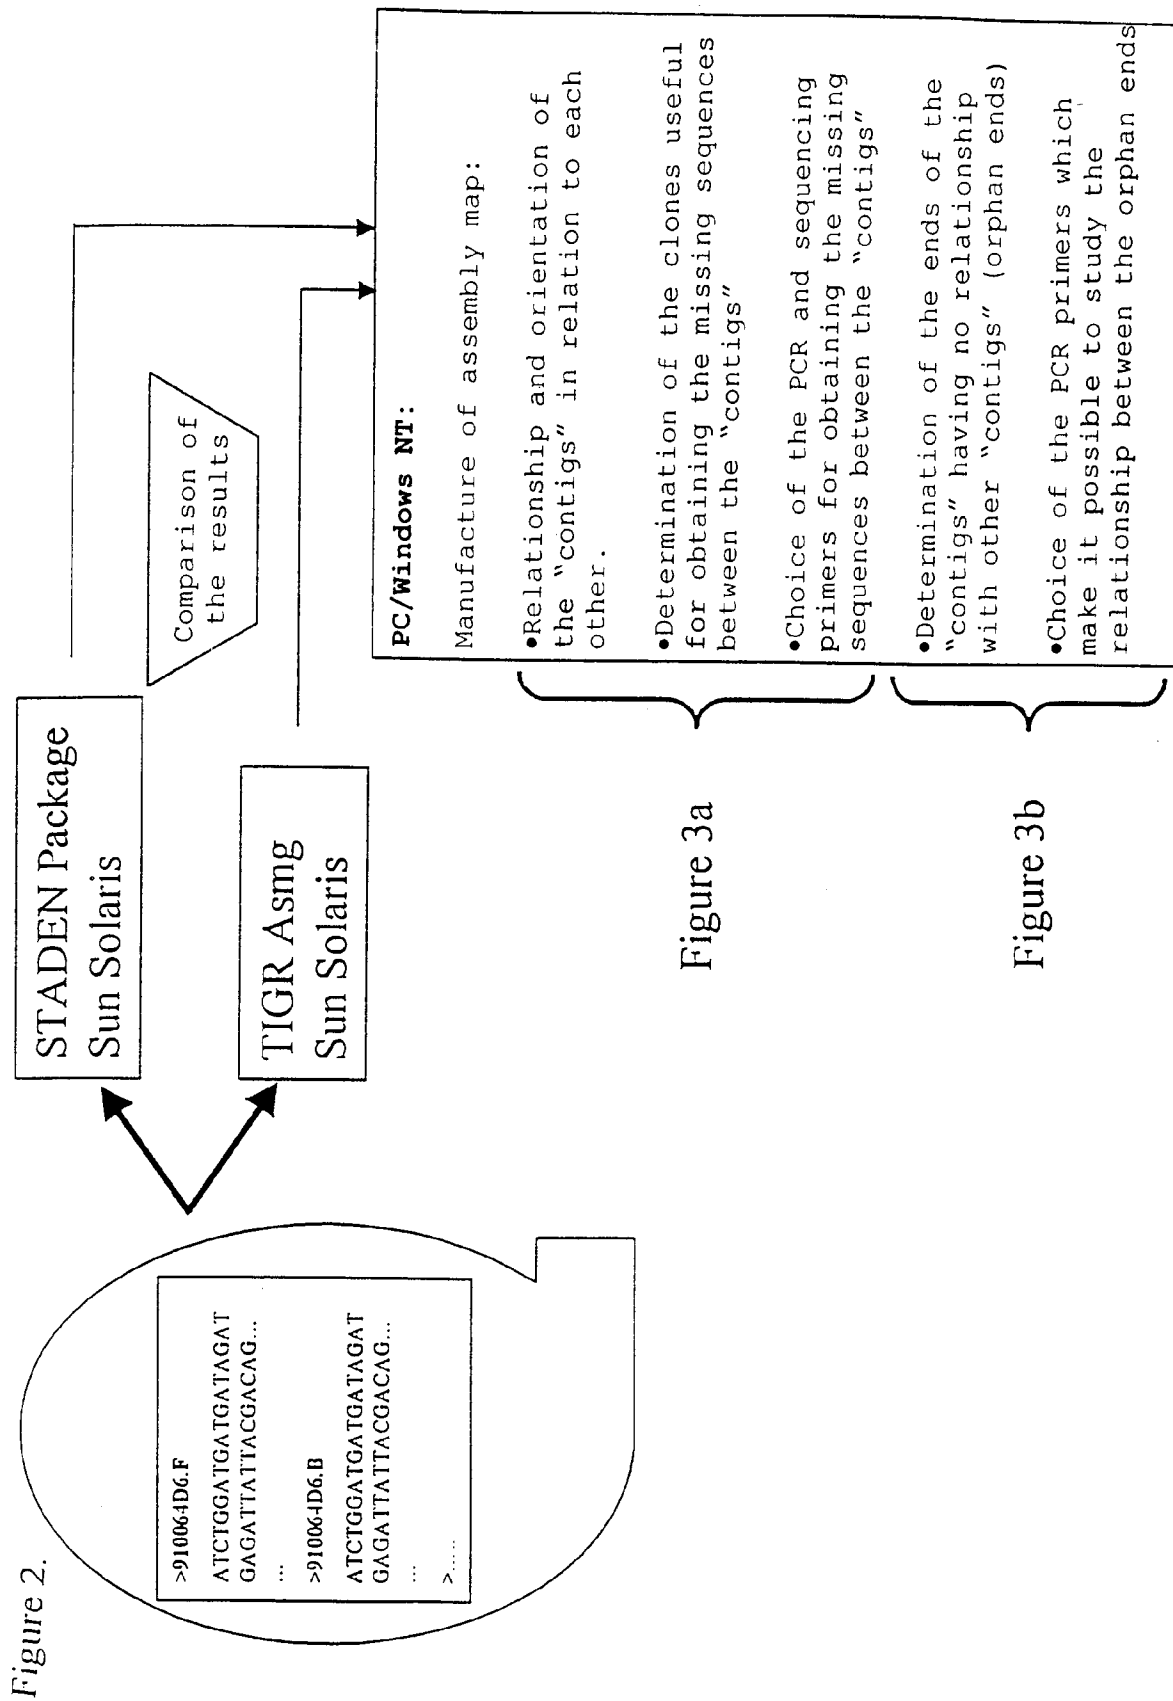 Figure 2.
>910064D6.F
ATCTGGATGATGATAGAT
GAGATTATTACGACAG...
...
>910064D6.B
ATCTGGATGATGATAGAT
GAGATTATTACGACAG...
...
>.....
STADEN Package
Sun Solaris
TIGR Asmg
Sun Solaris
Comparison of
the results
PC/Windows NT:
Manufacture of assembly map:
•Relationship and orientation of
the "contigs" in relation to each
other.
•Determination of the clones useful
for obtaining the missing sequences
between the "contigs"
•Choice of the PCR and sequencing
primers for obtaining the missing
sequences between the "contigs"
•Determination of the ends of the
"contigs" having no relationship
with other "contigs" (orphan ends)
•Choice of the PCR primers which
make it possible to study the
relationship between the orphan ends
Figure 3a
Figure 3b